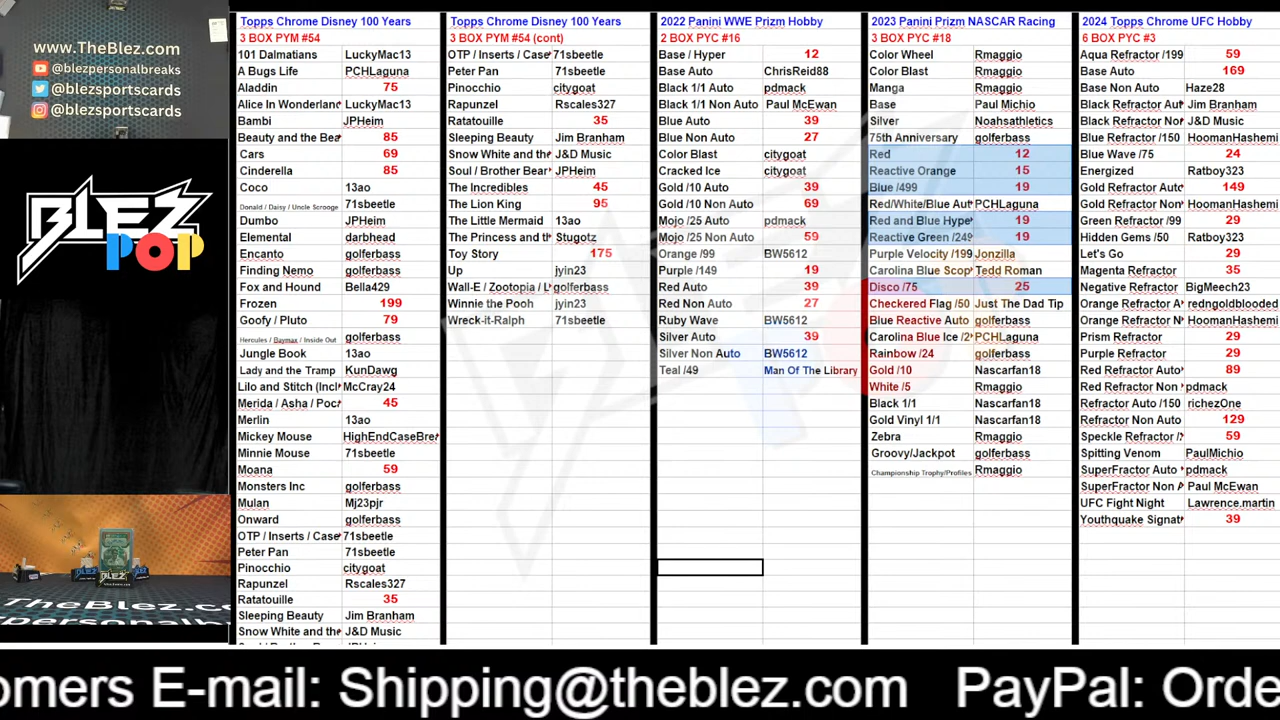 www.TheBlez.com
@blezpersonalbreaks
@blezsportscards
BLEZ
POP
BLEZ
BLEZ
TheBlez.c
Topps Chrome Disney 100 Years
3 BOX PYM #54
101 Dalmatians LuckyMac13
A Bugs Life PCHLaguna
Aladdin 75
Alice In Wonderlan LuckyMac13
Bambi JPHeim
Beauty and the Bea 85
Cars 69
Cinderella 85
Coco 13ao
Donald / Daisy / Uncle Scrooge 71sbeetle
Dumbo JPHeim
Elemental darbhead
Encanto golferbass
Finding Nemo golferbass
Fox and Hound Bella429
Frozen 199
Goofy / Pluto 79
Hercules / Baymax / Inside Out golferbass
Jungle Book 13ao
Lady and the Tramp KunDawg
Lilo and Stitch (Incl McCray24
Merida / Asha / Poc 45
Merlin 13ao
Mickey Mouse HighEndCaseBre
Minnie Mouse 71sbeetle
Moana 59
Monsters Inc golferbass
Mulan Mj23pjr
Onward golferbass
OTP / Inserts / Case 71sbeetle
Peter Pan 71sbeetle
Pinocchio citygoat
Rapunzel Rscales327
Ratatouille 35
Sleeping Beauty Jim Branham
Snow White and the J&D Music
Topps Chrome Disney 100 Years
3 BOX PYM #54 (cont)
OTP / Inserts / Case 71sbeetle
Peter Pan 71sbeetle
Pinocchio citygoat
Rapunzel Rscales327
Ratatouille 35
Sleeping Beauty Jim Branham
Snow White and the J&D Music
Soul / Brother Bear JPHeim
The Incredibles 45
The Lion King 95
The Little Mermaid 13ao
The Princess and th Stugotz
Toy Story 175
Up jyin23
Wall-E / Zootopia / L golferbass
Winnie the Pooh jyin23
Wreck-it-Ralph 71sbeetle
2022 Panini WWE Prizm Hobby
2 BOX PYC #16
Base / Hyper 12
Base Auto ChrisReid88
Black 1/1 Auto pdmack
Black 1/1 Non Auto Paul McEwan
Blue Auto 39
Blue Non Auto 27
Color Blast citygoat
Cracked Ice citygoat
Gold /10 Auto 39
Gold /10 Non Auto 69
Mojo /25 Auto pdmack
Mojo /25 Non Auto 59
Orange /99 BW5612
Purple /149 19
Red Auto 39
Red Non Auto 27
Ruby Wave BW5612
Silver Auto 39
Silver Non Auto BW5612
Teal /49 Man Of The Library
2023 Panini Prizm NASCAR Racing
3 BOX PYC #18
Color Wheel Rmaggio
Color Blast Rmaggio
Manga Rmaggio
Base Paul Michio
Silver Noahsathletics
75th Anniversary golferbass
Red 12
Reactive Orange 15
Blue /499 19
Red/White/Blue Aut PCHLaguna
Red and Blue Hype 19
Reactive Green /249 19
Purple Velocity /199 Jonzilla
Carolina Blue Scop Tedd Roman
Disco /75 25
Checkered Flag /50 Just The Dad Tip
Blue Reactive Auto golferbass
Carolina Blue Ice /2 PCHLaguna
Rainbow /24 golferbass
Gold /10 Nascarfan18
White /5 Rmaggio
Black 1/1 Nascarfan18
Gold Vinyl 1/1 Nascarfan18
Zebra Rmaggio
Groovy/Jackpot golferbass
Championship Trophy/Profiles Rmaggio
2024 Topps Chrome UFC Hobby
6 BOX PYC #3
Aqua Refractor /199 59
Base Auto 169
Base Non Auto Haze28
Black Refractor Au Jim Branham
Black Refractor No J&D Music
Blue Refractor /150 HoomanHashemi
Blue Wave /75 24
Energized Ratboy323
Gold Refractor Aut 149
Gold Refractor Non HoomanHashemi
Green Refractor /99 29
Hidden Gems /50 Ratboy323
Let's Go 29
Magenta Refractor 35
Negative Refractor BigMeech23
Orange Refractor A redngoldblooded
Orange Refractor N HoomanHashemi
Prism Refractor 29
Purple Refractor 29
Red Refractor Auto 89
Red Refractor Non pdmack
Refractor Auto /150 richezOne
Refractor Non Auto 129
Speckle Refractor /2 59
Spitting Venom PaulMichio
SuperFractor Auto pdmack
SuperFractor Non A Paul McEwan
UFC Fight Night Lawrence.martin
Youthquake Signat 39
omers E-mail: Shipping@theblez.com PayPal: Orde